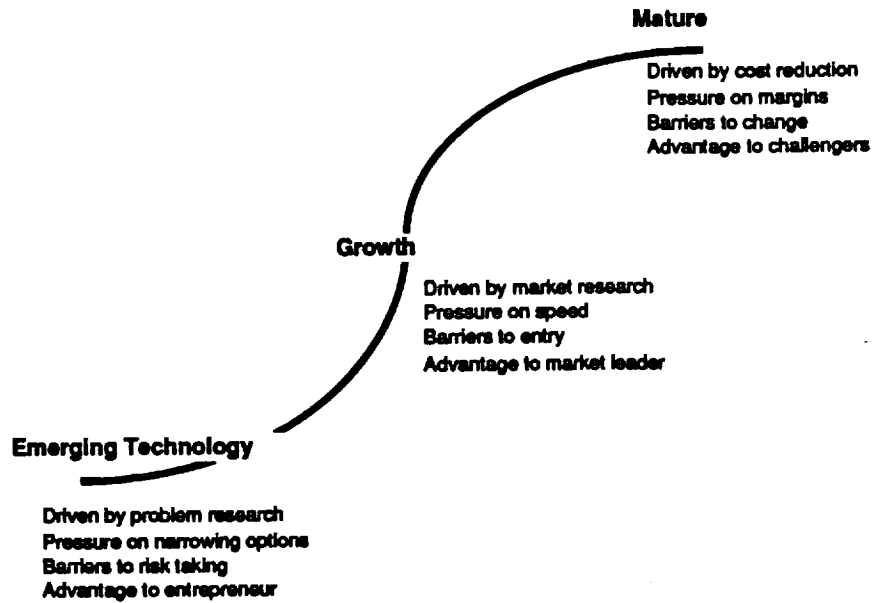 Mature
Driven by cost reduction
Pressure on margins
Barriers to change
Advantage to challengers
Growth
Driven by market research
Pressure on speed
Barriers to entry
Advantage to market leader
Emerging Technology
Driven by problem research
Pressure on narrowing options
Barriers to risk taking
Advantage to entrepreneur